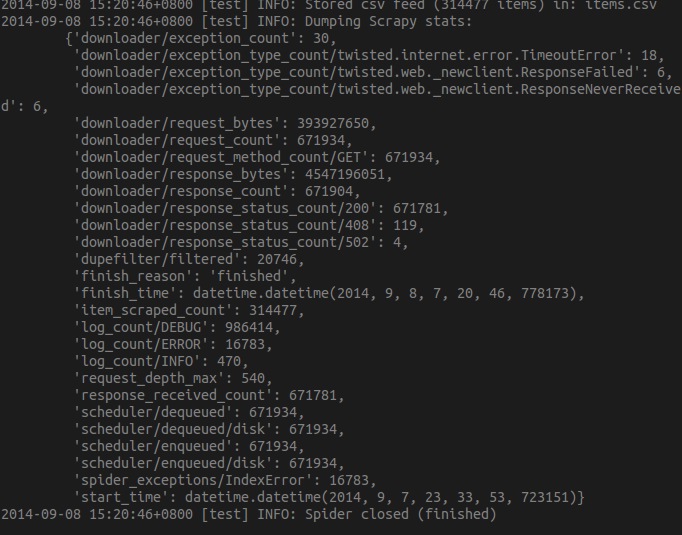 2014-09-08 15:20:46+0800 [test] INFO: Stored csv feed (314477 items) in: items.csv
2014-09-08 15:20:46+0800 [test] INFO: Dumping Scrapy stats:
{'downloader/exception_count': 30,
'downloader/exception_type_count/twisted.internet.error.TimeoutError': 18,
'downloader/exception_type_count/twisted.web._newclient.ResponseFailed': 6,
'downloader/exception_type_count/twisted.web._newclient.ResponseNeverReceive
d': 6,
'downloader/request_bytes': 393927650,
'downloader/request_count': 671934,
'downloader/request_method_count/GET': 671934,
'downloader/response_bytes': 4547196051,
'downloader/response_count': 671904,
'downloader/response_status_count/200': 671781,
'downloader/response_status_count/408': 119,
'downloader/response_status_count/502': 4,
'dupefilter/filtered': 20746,
'finish_reason': 'finished',
'finish_time': datetime.datetime(2014, 9, 8, 7, 20, 46, 778173),
'item_scraped_count': 314477,
'log_count/DEBUG': 986414,
'log_count/ERROR': 16783,
'log_count/INFO': 470,
'request_depth_max': 540,
'response_received_count': 671781,
'scheduler/dequeued': 671934,
'scheduler/dequeued/disk': 671934,
'scheduler/enqueued': 671934,
'scheduler/enqueued/disk': 671934,
'spider_exceptions/IndexError': 16783,
'start_time': datetime.datetime(2014, 9, 7, 23, 33, 53, 723151)}
2014-09-08 15:20:46+0800 [test] INFO: Spider closed (finished)